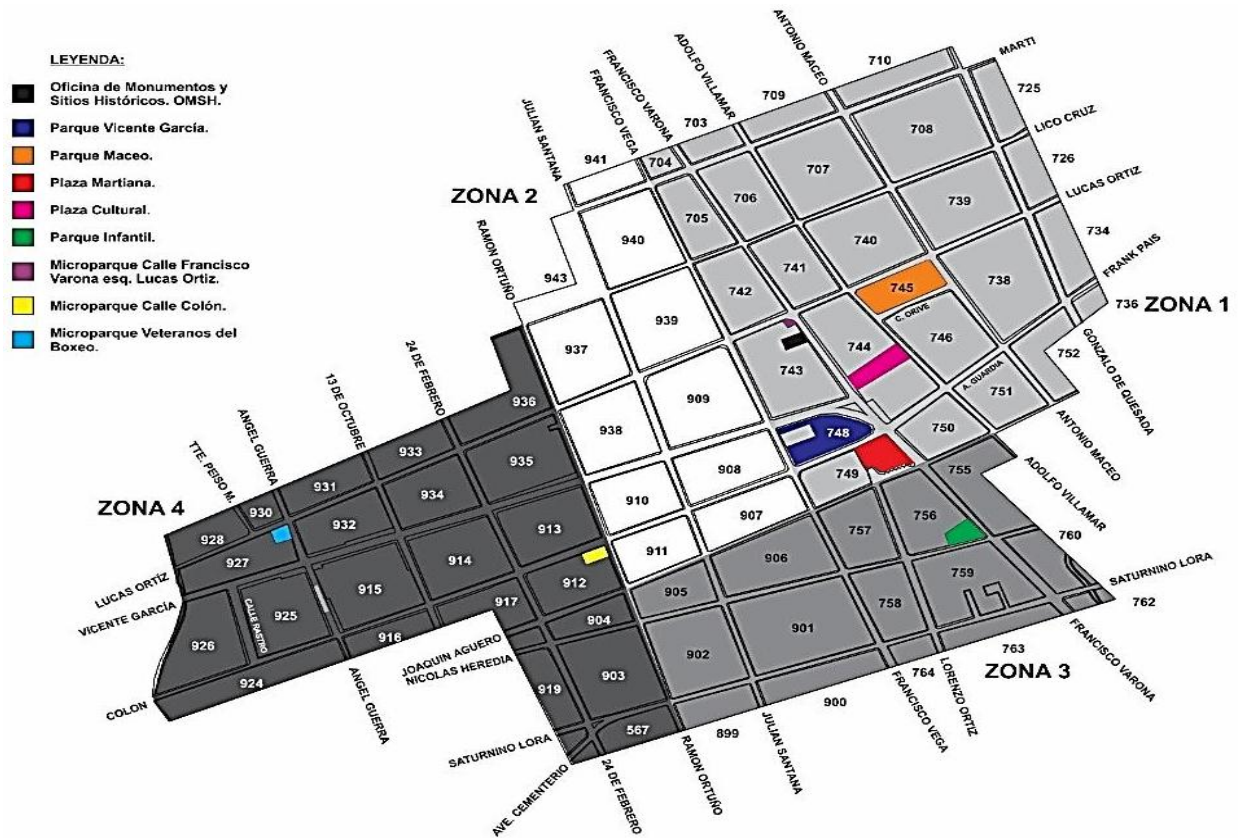 LEYENDA:
Oficina de Monumentos y
Sitios Históricos. OMSH.
Parque Vicente García.
Parque Maceo.
Plaza Martiana.
Plaza Cultural.
Parque Infantil.
Microparque Calle Francisco
Varona esq. Lucas Ortiz.
Microparque Calle Colón.
Microparque Veteranos del
Boxeo.
ZONA 1
ZONA 2
ZONA 3
ZONA 4
JULIAN SANTANA
FRANCISCO VEGA
FRANCISCO VARONA
ADOLFO VILLAMAR
ANTONIO MACEO
MARTI
LICO CRUZ
LUCAS ORTIZ
FRANK PAIS
GONZALO DE QUESADA
ANTONIO MACEO
ADOLFO VILLAMAR
SATURNINO LORA
FRANCISCO VARONA
LORENZO ORTIZ
FRANCISCO VEGA
JULIAN SANTANA
RAMON ORTUÑO
24 DE FEBRERO
AVE. CEMENTERIO
SATURNINO LORA
NICOLAS HEREDIA
JOAQUIN AGUERO
ANGEL GUERRA
COLON
VICENTE GARCÍA
LUCAS ORTÍZ
TTE. PEISO M.
ANGEL GUERRA
13 DE OCTUBRE
24 DE FEBRERO
RAMON ORTUÑO
CALLE RASTRO
C. ORIVE
A. GUARDIA
710
709
703
704
941
725
708
726
707
706
705
739
734
940
740
741
742
738
736
943
745
939
746
744
743
752
937
751
909
748
750
938
936
935
749
755
908
933
934
910
907
756
757
760
931
932
930
928
927
913
911
906
914
912
905
759
758
762
915
925
917
904
901
902
903
926
916
924
919
763
764
900
899
567